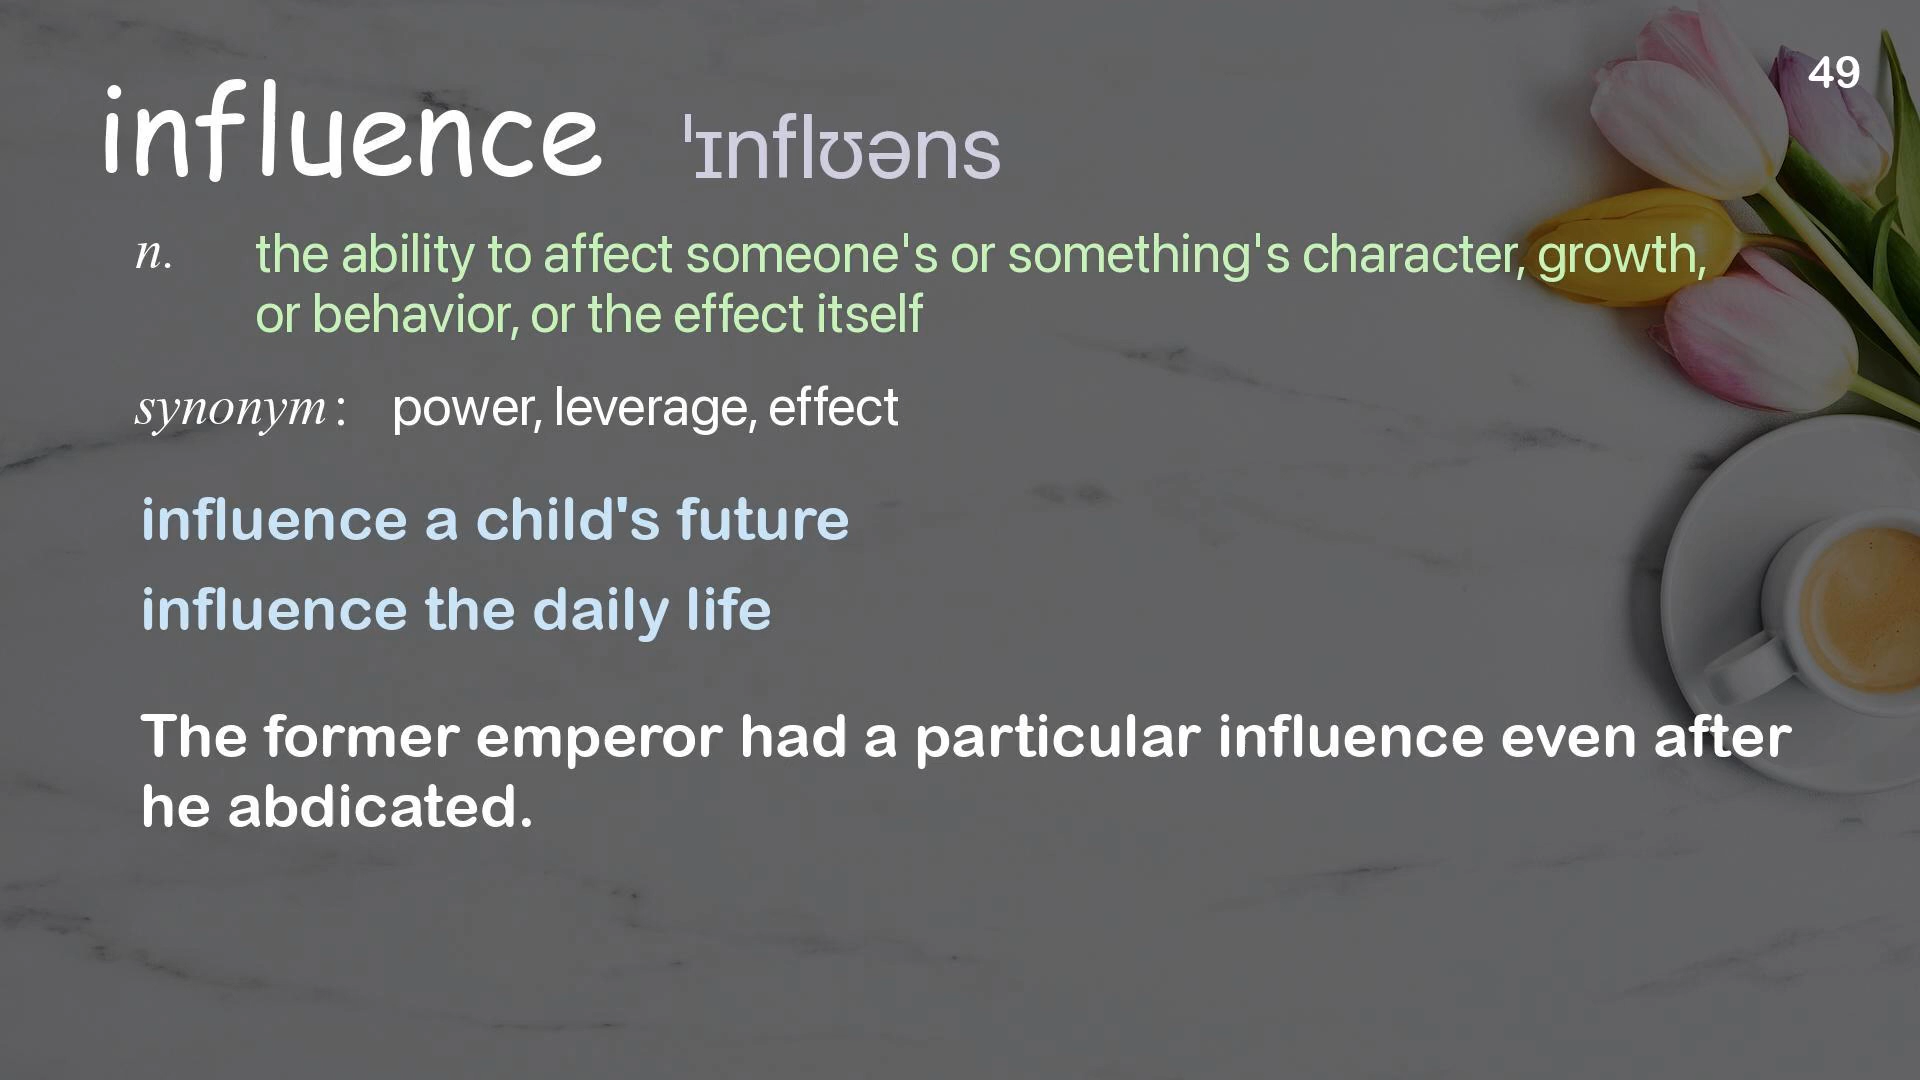 49
influence ˈɪnflʊəns
n. the ability to affect someone's or something's character, growth,
or behavior, or the effect itself
synonym : power, leverage, effect
influence a child's future
influence the daily life
The former emperor had a particular influence even after
he abdicated.